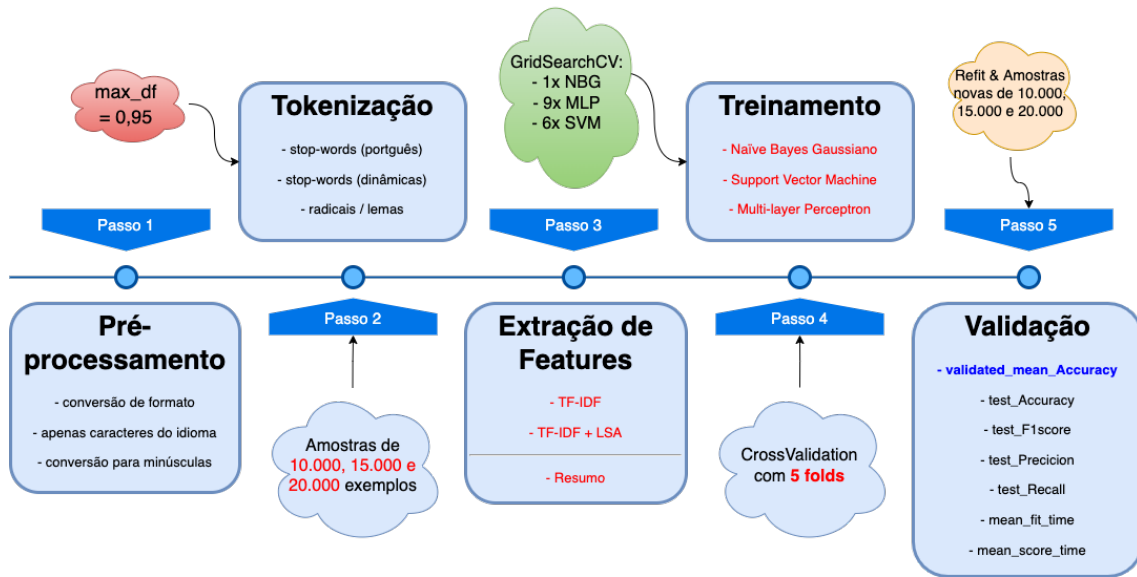 max_df
= 0,95
Tokenização
- stop-words (portguês)
- stop-words (dinâmicas)
- radicais / lemas
GridSearchCV:
- 1x NBG
- 9x MLP
- 6x SVM
Treinamento
- Naïve Bayes Gaussiano
- Support Vector Machine
- Multi-layer Perceptron
Refit & Amostras
novas de 10.000,
15.000 e 20.000
Passo 1
Passo 3
Passo 5
Pré-
processamento
- conversão de formato
- apenas caracteres do idioma
- conversão para minúsculas
Passo 2
Amostras de
10.000, 15.000 e
20.000 exemplos
Extração de
Features
- TF-IDF
- TF-IDF + LSA
- Resumo
Passo 4
CrossValidation
com 5 folds
Validação
- validated_mean_Accuracy
- test_Accuracy
- test_F1score
- test_Precicion
- test_Recall
- mean_fit_time
- mean_score_time